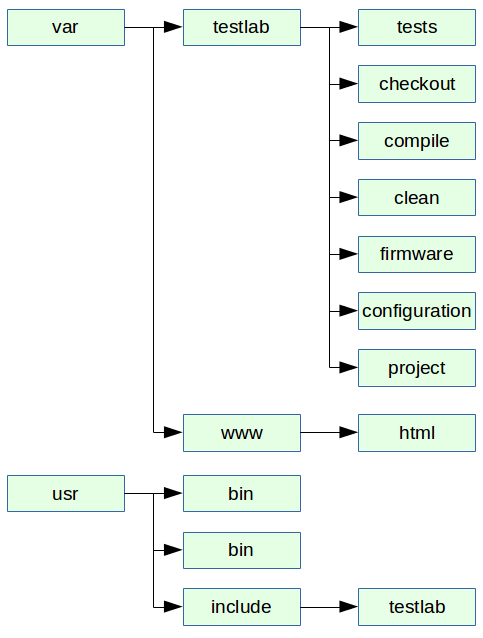 var
testlab
tests
checkout
compile
clean
firmware
configuration
project
www
html
usr
bin
bin
include
testlab